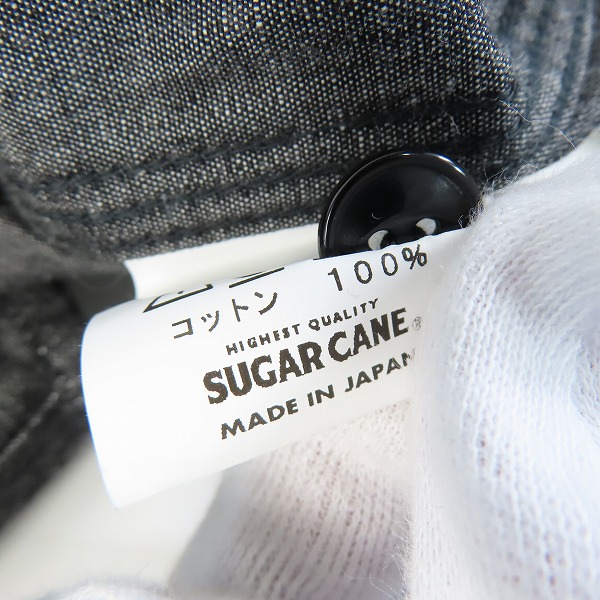 コットン 100%
HIGHEST QUALITY
SUGAR CANE®
MADE IN JAPAN